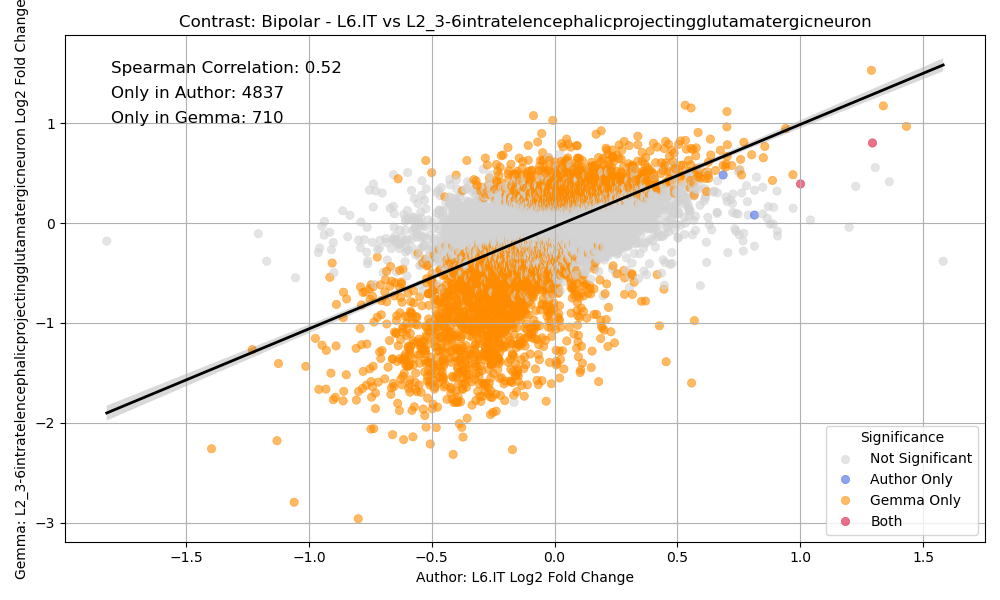 Contrast: Bipolar - L6.IT vs L2_3-6intratelencephalicprojectingglutamatergicneuron
Gemma: L2_3-6intratelencephalicprojectingglutamatergicneuron Log2 Fold Change
Spearman Correlation: 0.52
Only in Author: 4837
Only in Gemma: 710
1
0
−1
−2
−3
Significance
Not Significant
Author Only
Gemma Only
Both
−1.5
−1.0
−0.5
0.0
0.5
1.0
1.5
Author: L6.IT Log2 Fold Change